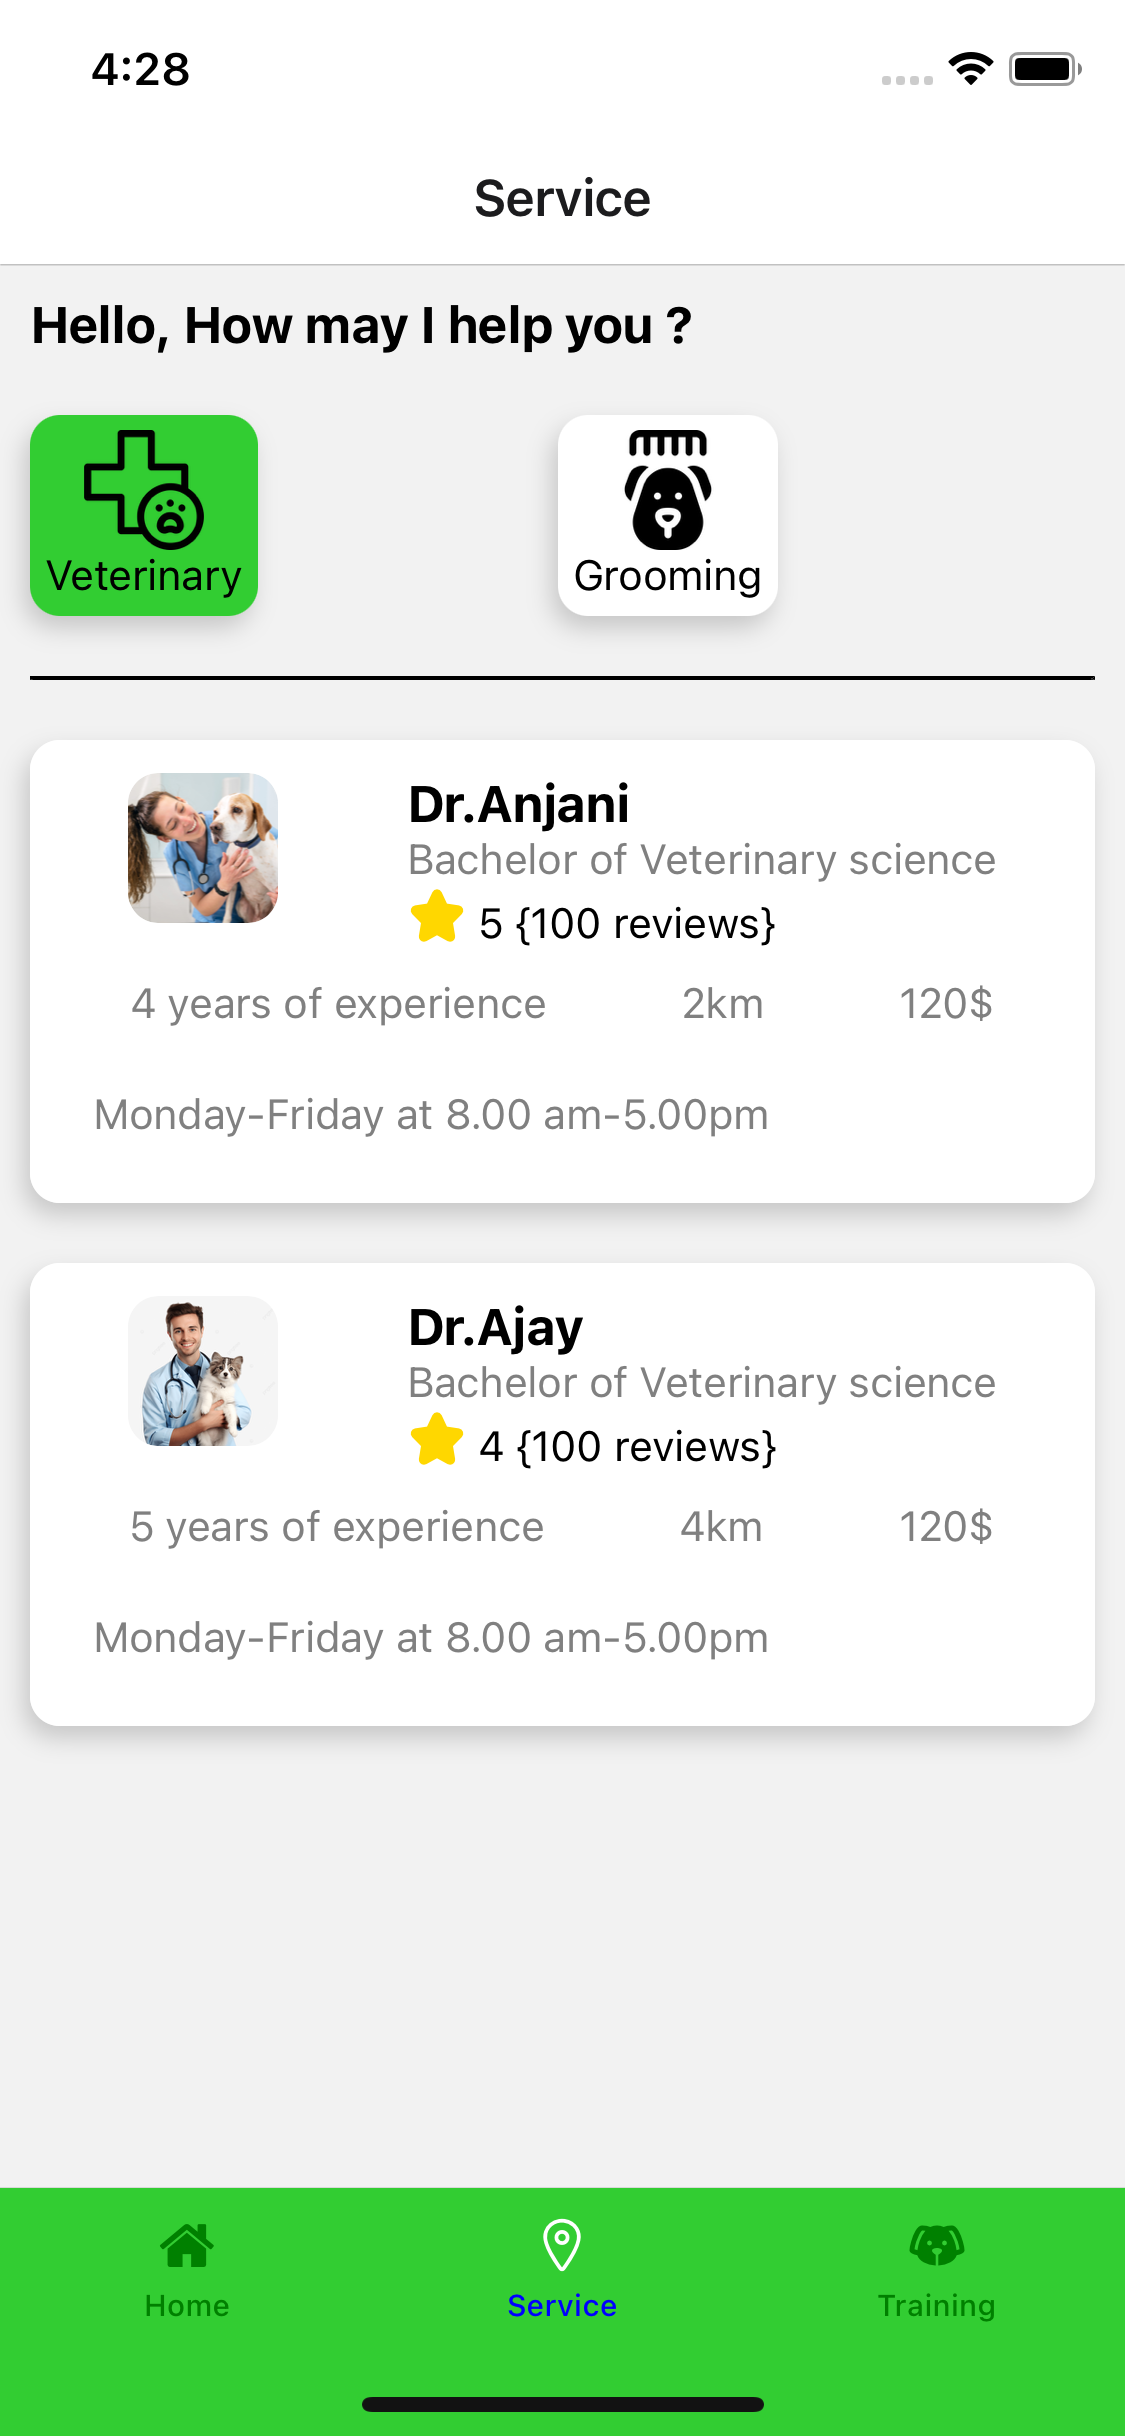 4:28
Service
Hello, How may I help you ?
Veterinary
Grooming
Dr.Anjani
Bachelor of Veterinary science
5 {100 reviews}
4 years of experience 2km 120$
Monday-Friday at 8.00 am-5.00pm
Dr.Ajay
Bachelor of Veterinary science
4 {100 reviews}
5 years of experience 4km 120$
Monday-Friday at 8.00 am-5.00pm
Home Service Training